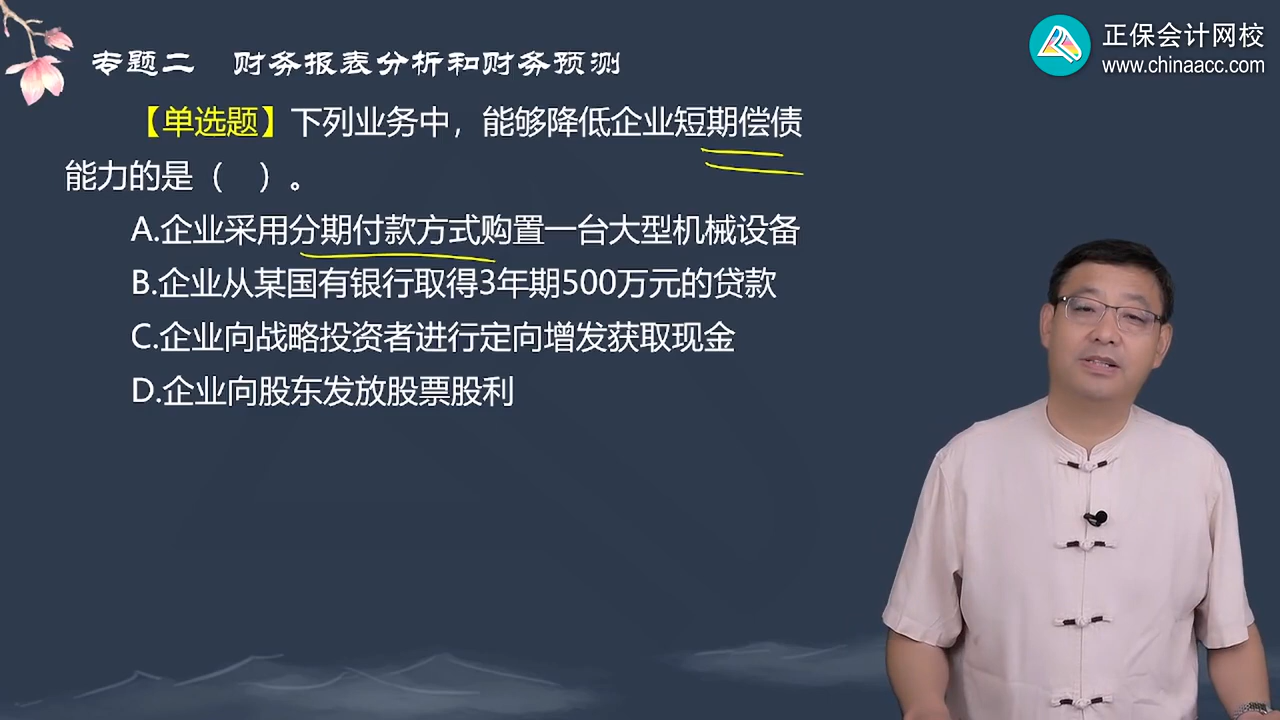 正保会计网校
www.chinaacc.com
专题二 财务报表分析和财务预测
【单选题】下列业务中，能够降低企业短期偿债
能力的是（ ）。
A.企业采用分期付款方式购置一台大型机械设备
B.企业从某国有银行取得3年期500万元的贷款
C.企业向战略投资者进行定向增发获取现金
D.企业向股东发放股票股利